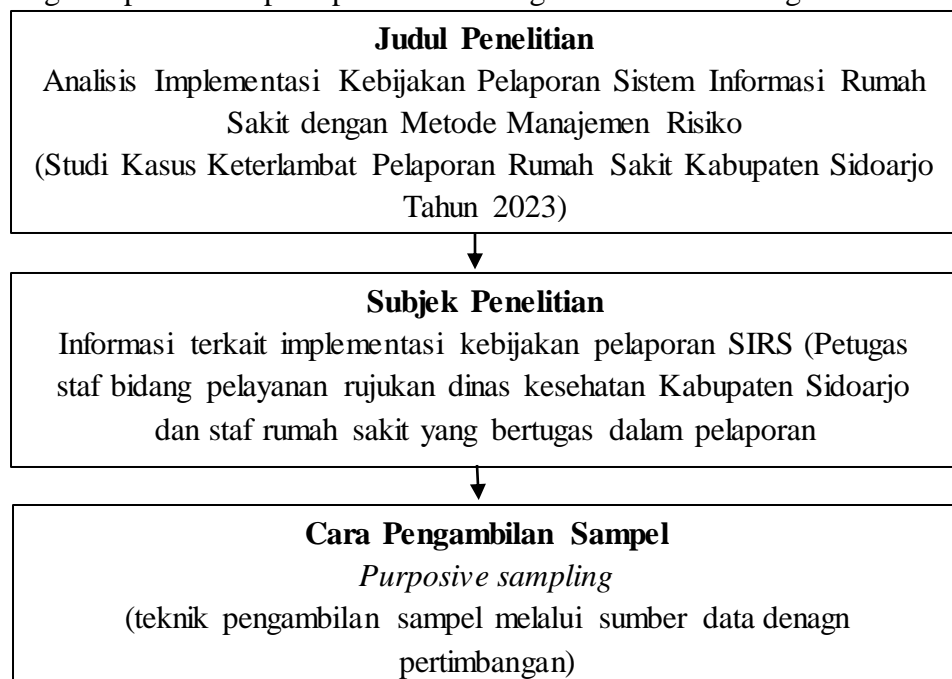 Judul Penelitian
Analisis Implementasi Kebijakan Pelaporan Sistem Informasi Rumah
Sakit dengan Metode Manajemen Risiko
(Studi Kasus Keterlambat Pelaporan Rumah Sakit Kabupaten Sidoarjo
Tahun 2023)
Subjek Penelitian
Informasi terkait implementasi kebijakan pelaporan SIRS (Petugas
staf bidang pelayanan rujukan dinas kesehatan Kabupaten Sidoarjo
dan staf rumah sakit yang bertugas dalam pelaporan
Cara Pengambilan Sampel
Purposive sampling
(teknik pengambilan sampel melalui sumber data denagn
pertimbangan)